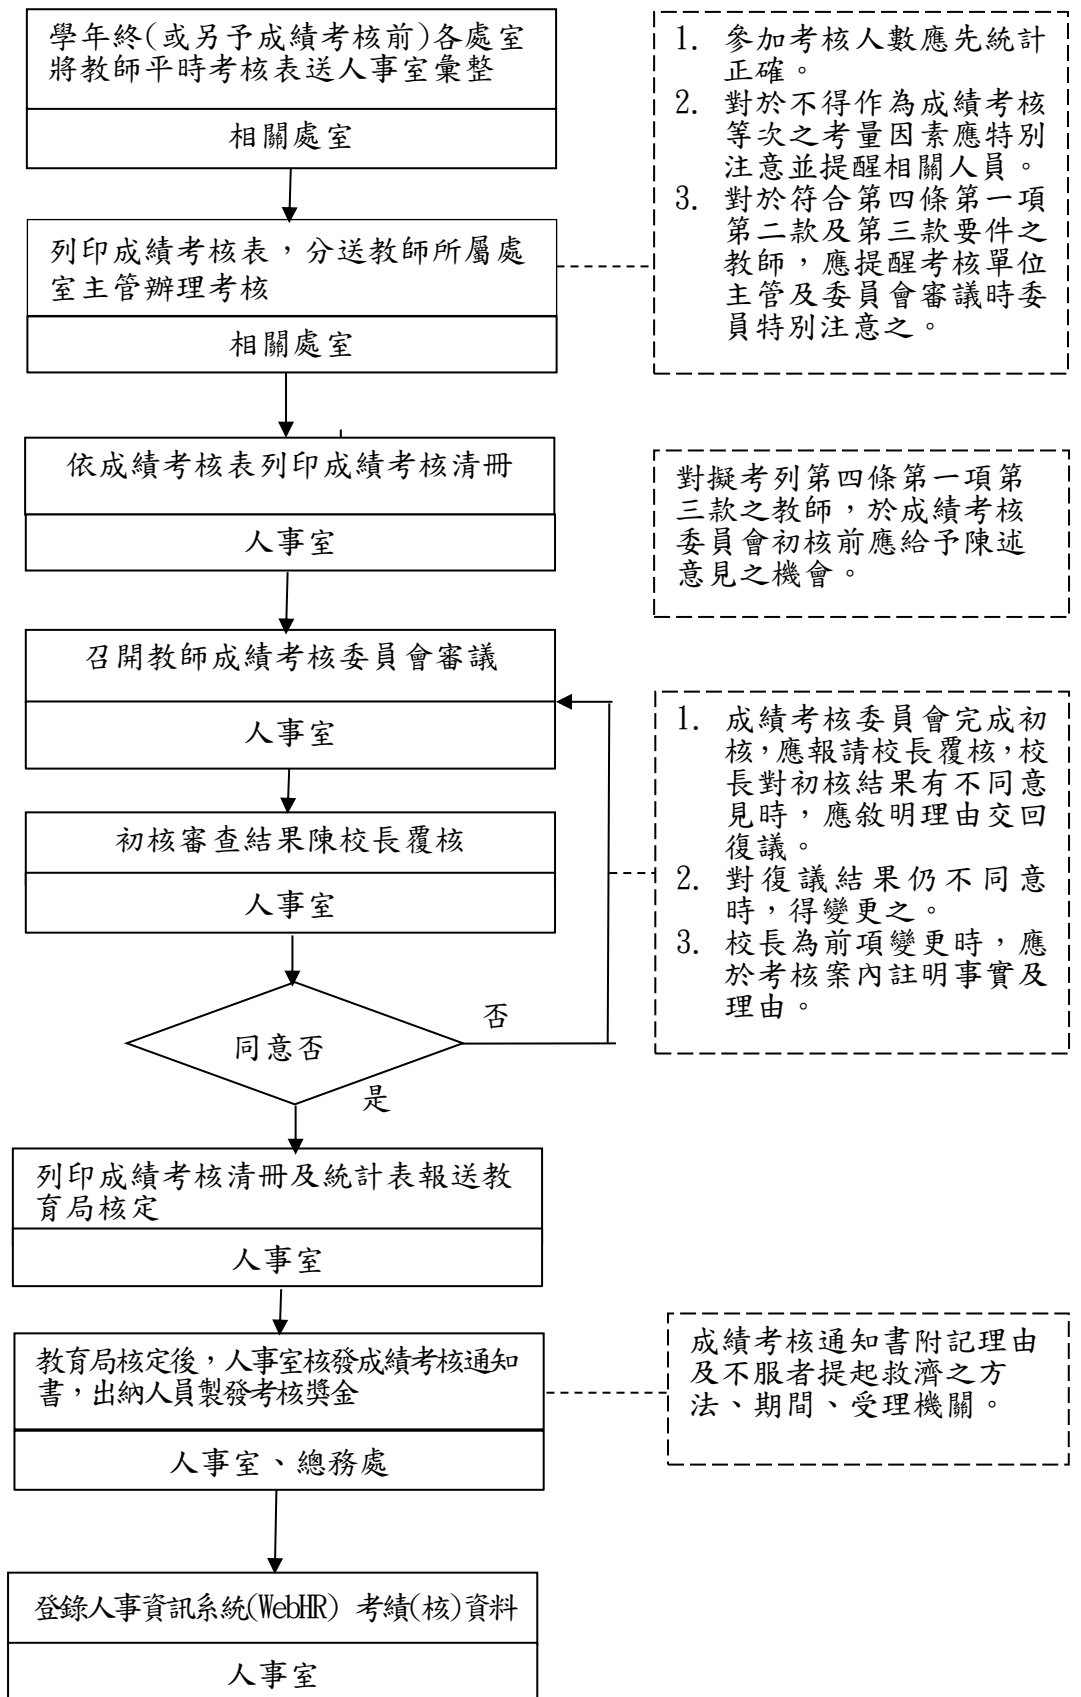 學年終(或另予成績考核前)各處室
將教師平時考核表送人事室彙整
相關處室
1. 參加考核人數應先統計
正確。
2. 對於不得作為成績考核
等次之考量因素應特別
注意並提醒相關人員。
3. 對於符合第四條第一項
第二款及第三款要件之
教師,應提醒考核單位
主管及委員會審議時委
員特別注意之。
列印成績考核表,分送教師所屬處
室主管辦理考核
相關處室
依成績考核表列印成績考核清冊
人事室
對擬考列第四條第一項第
三款之教師,於成績考核
委員會初核前應給予陳述
意見之機會。
召開教師成績考核委員會審議
人事室
1. 成績考核委員會完成初
核,應報請校長覆核,校
長對初核結果有不同意
見時,應敘明理由交回
復議。
2. 對復議結果仍不同意
時,得變更之。
3. 校長為前項變更時,應
於考核案內註明事實及
理由。
初核審查結果陳校長覆核
人事室
同意否
否
是
列印成績考核清冊及統計表報送教
育局核定
人事室
教育局核定後,人事室核發成績考核通知
書,出納人員製發考核獎金
人事室、總務處
成績考核通知書附記理由
及不服者提起救濟之方
法、期間、受理機關。
登錄人事資訊系統(WebHR) 考績(核)資料
人事室